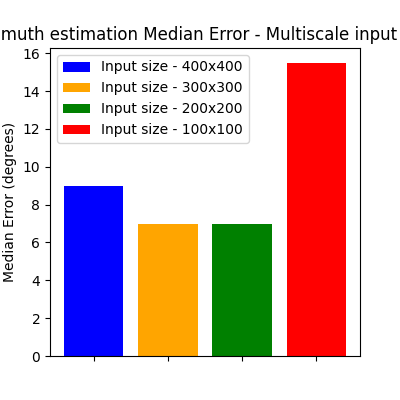 muth estimation Median Error - Multiscale input
16
14
12
10
8
6
4
2
0
Median Error (degrees)
Input size - 400x400
Input size - 300x300
Input size - 200x200
Input size - 100x100